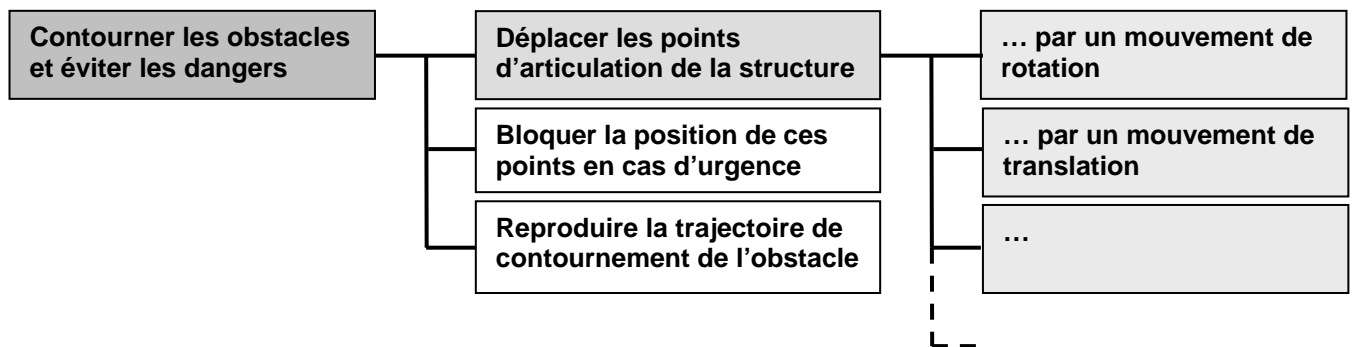 Contourner les obstacles
et éviter les dangers
Déplacer les points
d’articulation de la structure
Bloquer la position de ces
points en cas d’urgence
Reproduire la trajectoire de
contournement de l’obstacle
… par un mouvement de
rotation
… par un mouvement de
translation
…